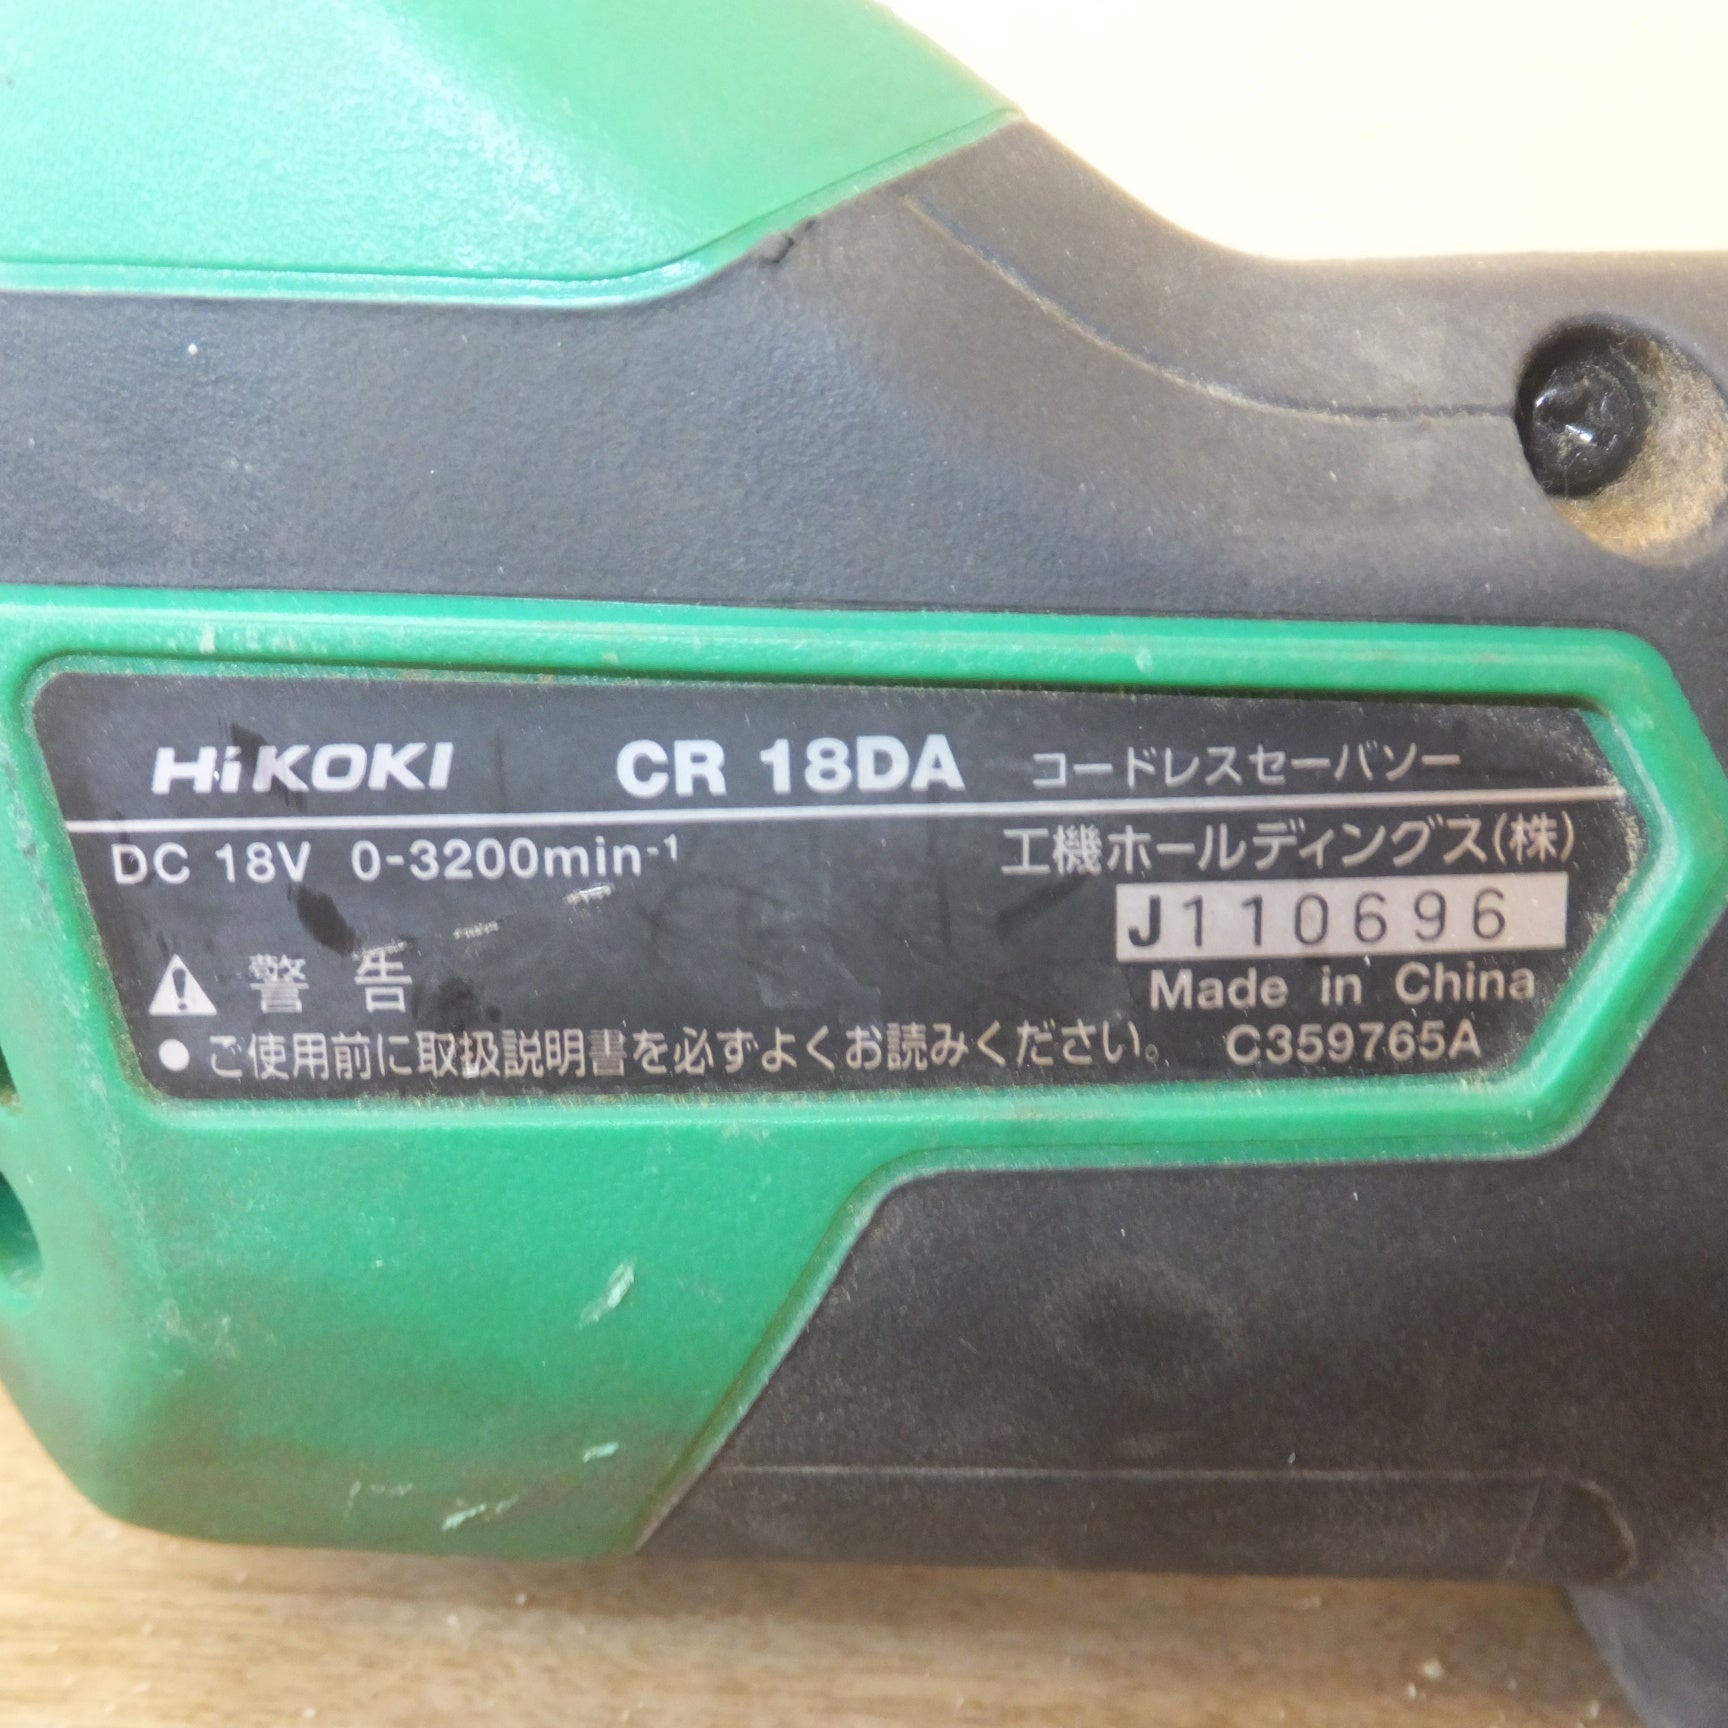 HiKOKI CR 18DA コードレスセーバソー
DC 18V 0-3200min⁻¹ 工機ホールディングス(株)
J110696
警告 Made in China
●ご使用前に取扱説明書を必ずよくお読みください。 C359765A